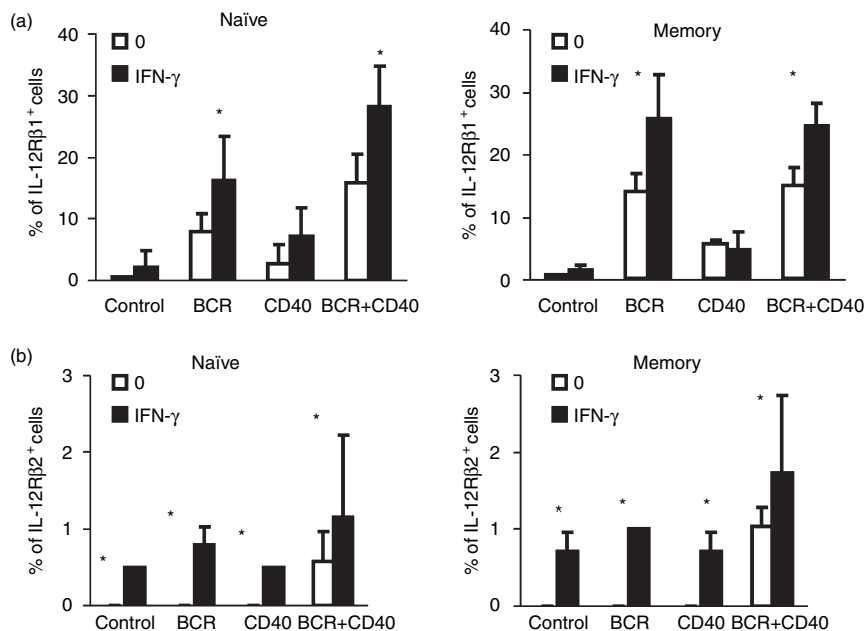 (a)
Naïve
0
IFN-γ
*
*
% of IL-12Rβ1+ cells
40
30
20
10
0
Control BCR CD40 BCR+CD40
Memory
0
IFN-γ
*
*
% of IL-12Rβ1+ cells
40
30
20
10
0
Control BCR CD40 BCR+CD40
(b)
Naïve
0
IFN-γ
*
*
*
*
% of IL-12Rβ2+ cells
3
2
1
0
Control BCR CD40 BCR+CD40
Memory
0
IFN-γ
*
*
*
*
% of IL-12Rβ2+ cells
3
2
1
0
Control BCR CD40 BCR+CD40